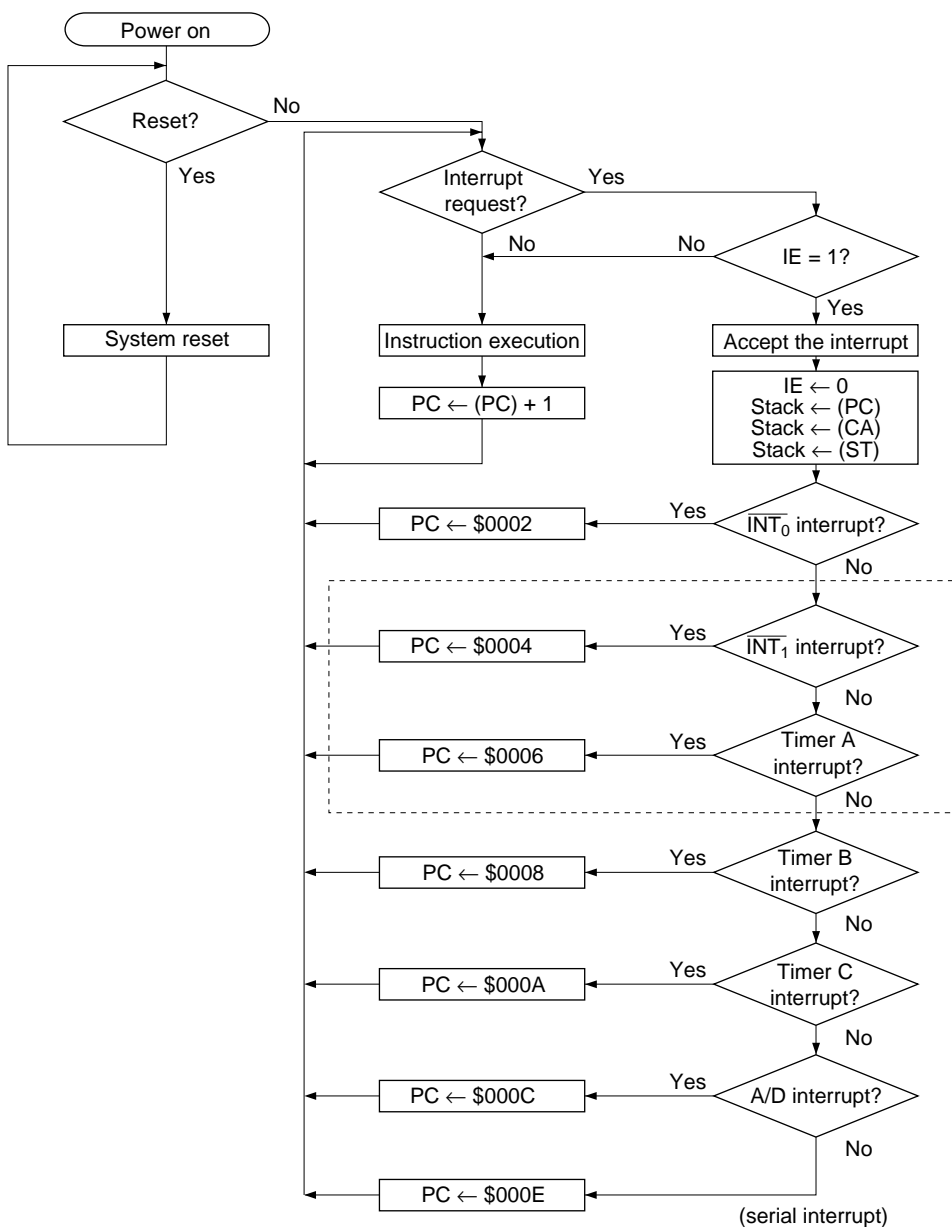 Power on
Reset?
No
Yes
Interrupt
request?
Yes
No
No
IE = 1?
Yes
System reset
Instruction execution
Accept the interrupt
PC ← (PC) + 1
IE ← 0
Stack ← (PC)
Stack ← (CA)
Stack ← (ST)
PC ← $0002
Yes
I̅N̅T̅₀ interrupt?
No
PC ← $0004
Yes
I̅N̅T̅₁ interrupt?
No
PC ← $0006
Yes
Timer A
interrupt?
No
PC ← $0008
Yes
Timer B
interrupt?
No
PC ← $000A
Yes
Timer C
interrupt?
No
PC ← $000C
Yes
A/D interrupt?
No
PC ← $000E
(serial interrupt)